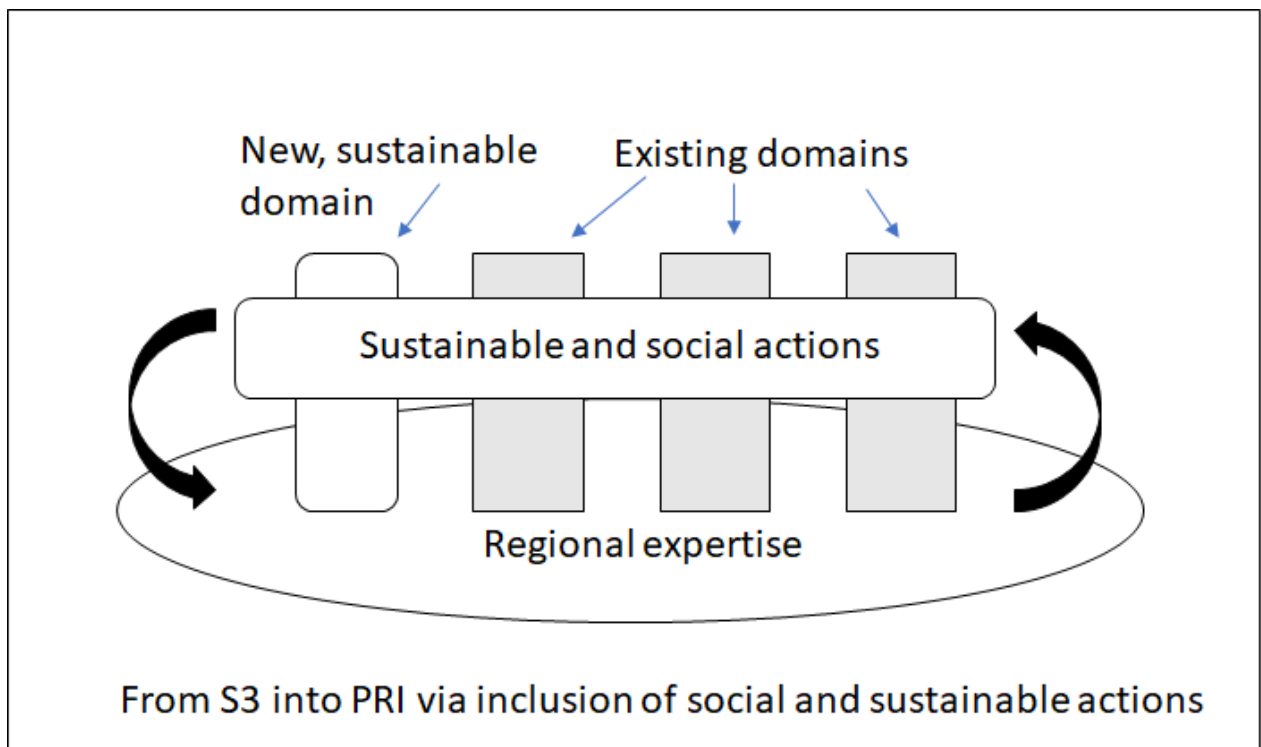 New, sustainable
domain
Existing domains
Sustainable and social actions
Regional expertise
From S3 into PRI via inclusion of social and sustainable actions